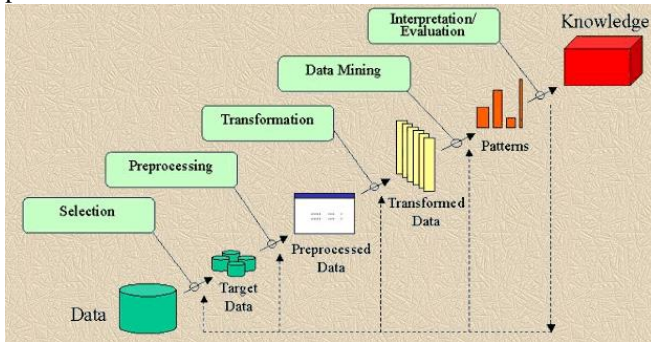 Interpretation/
Evaluation
Knowledge
Data Mining
Transformation
Patterns
Preprocessing
Transformed
Data
Selection
Preprocessed
Data
Target
Data
Data